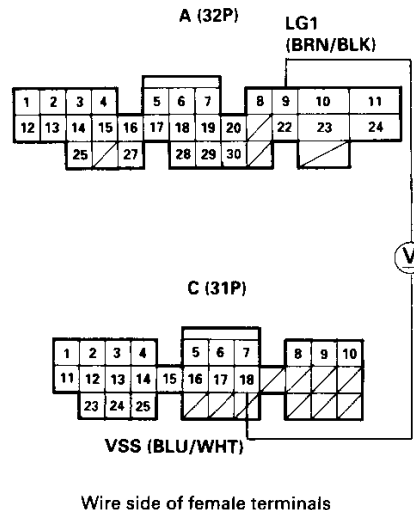 A (32P)
LG1
(BRN/BLK)
1 2 3 4 5 6 7 8 9 10 11
12 13 14 15 16 17 18 19 20 22 23 24
25 27 28 29 30
V
C (31P)
1 2 3 4 5 6 7 8 9 10
11 12 13 14 15 16 17 18
23 24 25
VSS (BLU/WHT)
Wire side of female terminals